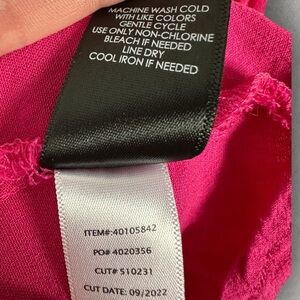 MACHINE WASH COLD
WITH LIKE COLORS
GENTLE CYCLE
USE ONLY NON-CHLORINE
BLEACH IF NEEDED
LINE DRY
COOL IRON IF NEEDED
ITEM#:40105842
PO# 4020356
CUT# 510231
CUT DATE: 09/2022